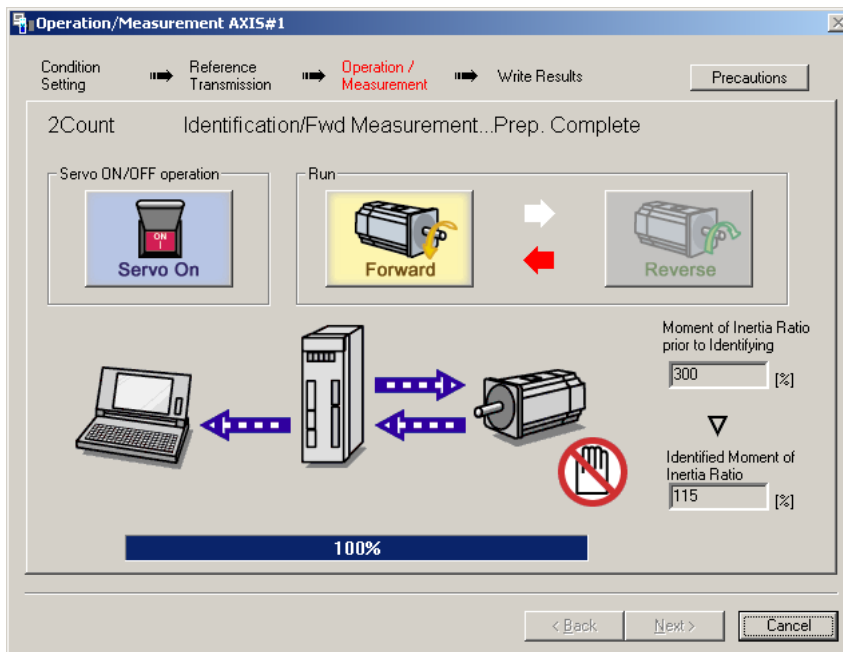 Operation/Measurement AXIS#1
Condition
Setting
Reference
Transmission
Operation /
Measurement
Write Results
Precautions
2Count Identification/Fwd Measurement...Prep. Complete
Servo ON/OFF operation
ON
I
Servo On
Run
Forward
Reverse
Moment of Inertia Ratio
prior to Identifying
300 [%]
Identified Moment of
Inertia Ratio
115 [%]
100%
< Back
Next >
Cancel